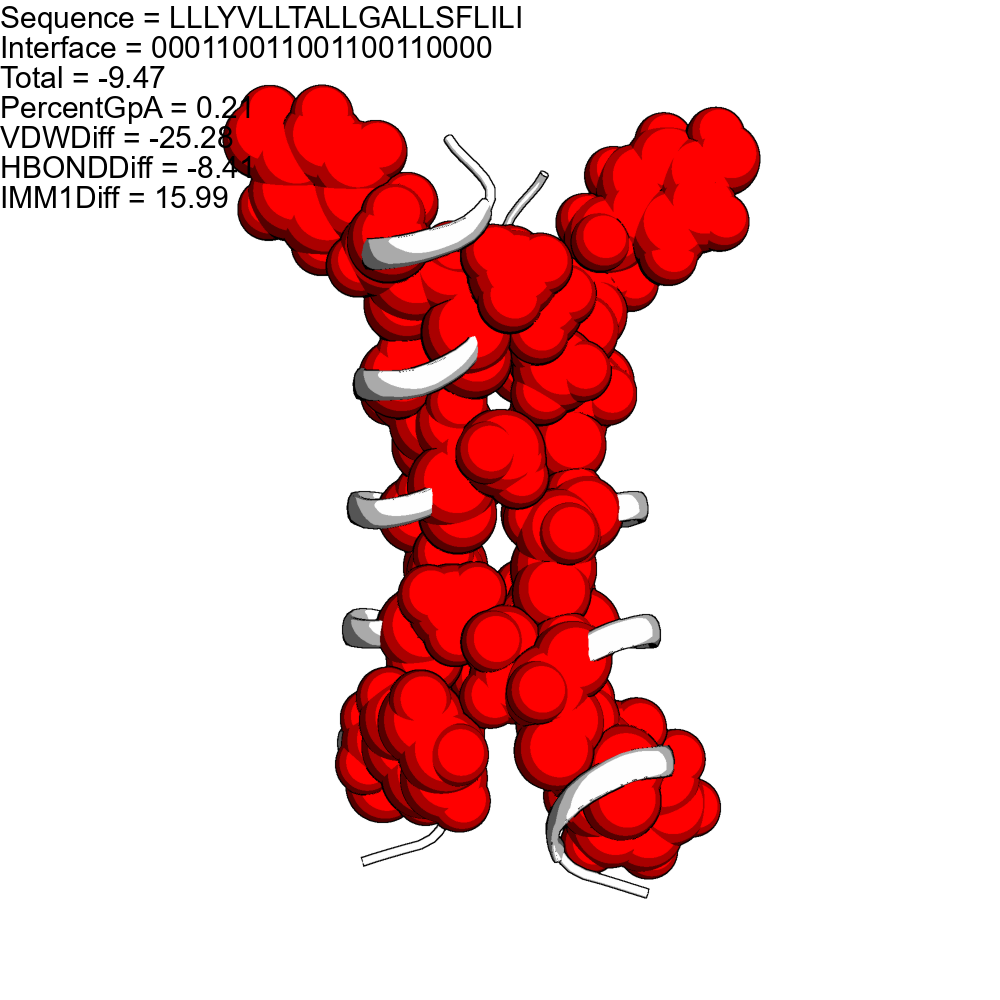 Sequence = LLLYVLLTALLGALLSFLILI
Interface = 000110011001100110000
Total = -9.47
PercentGpA = 0.21
VDWDiff = -25.28
HBONDDiff = -8.41
IMM1Diff = 15.99